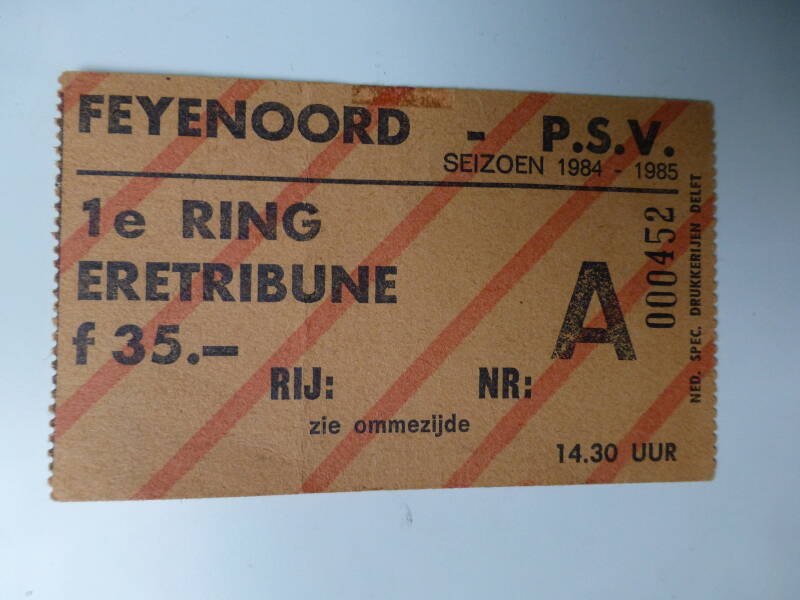 FEYENOORD - P.S.V.
SEIZOEN 1984 - 1985
1e RING
ERETRIBUNE
f 35.—
A
RIJ: NR:
zie ommezijde
14.30 UUR
000452
NED. SPEC. DRUKKERIJEN DELFT